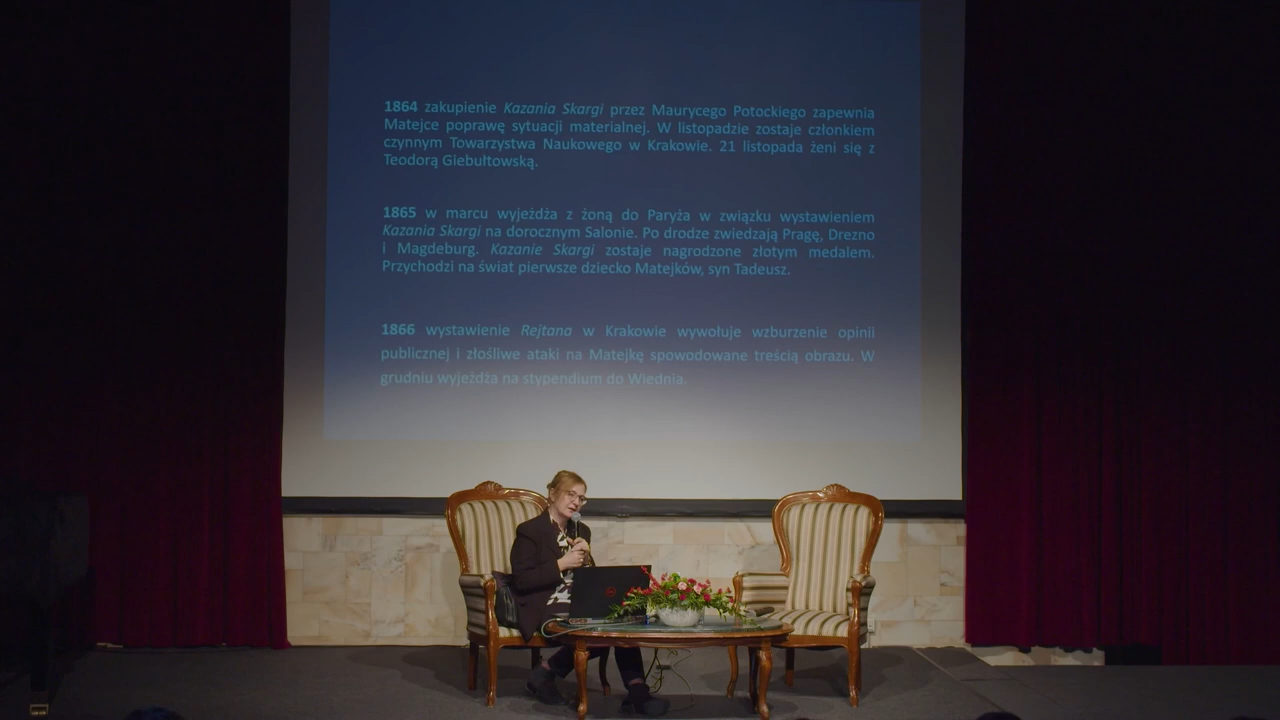 1864 zakupienie Kazania Skargi przez Maurycego Potockiego zapewnia
Matejce poprawę sytuacji materialnej. W listopadzie zostaje członkiem
czynnym Towarzystwa Naukowego w Krakowie. 21 listopada żeni się z
Teodorą Giebułtowską.
1865 w marcu wyjeżdża z żoną do Paryża w związku wystawieniem
Kazania Skargi na dorocznym Salonie. Po drodze zwiedzają Pragę, Drezno
i Magdeburg. Kazanie Skargi zostaje nagrodzone złotym medalem.
Przychodzi na świat pierwsze dziecko Matejków, syn Tadeusz.
1866 wystawienie Rejtana w Krakowie wywołuje wzburzenie opinii
publicznej i złośliwe ataki na Matejkę spowodowane treścią obrazu. W
grudniu wyjeżdża na stypendium do Wiednia.